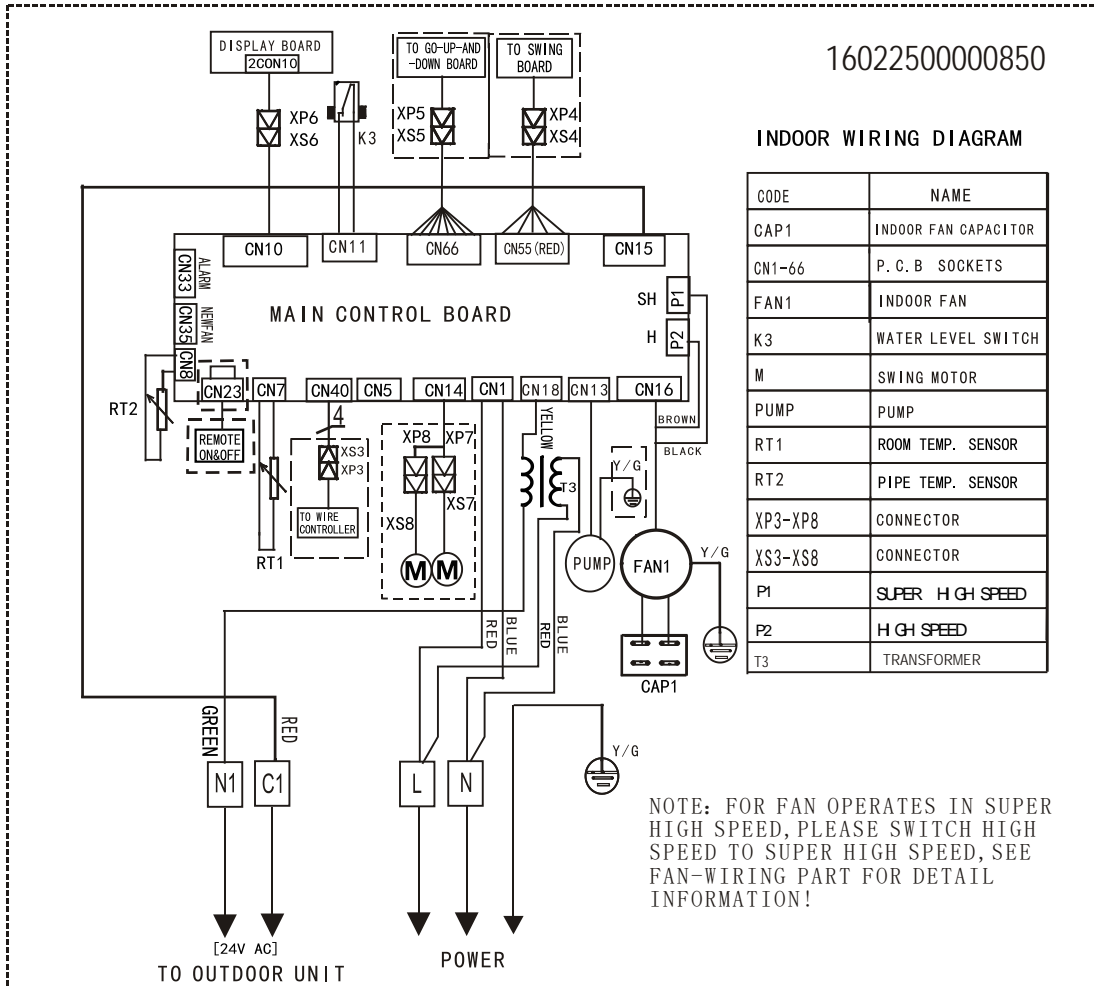 16022500000850
INDOOR WIRING DIAGRAM
DISPLAY BOARD
2CON10
TO GO-UP-AND
-DOWN BOARD
TO SWING
BOARD
XP6
XS6
K3
XP5
XS5
XP4
XS4
CN10
CN11
CN66
CN55(RED)
CN15
CN33
ALARM
CN35
NEWFAN
CN8
MAIN CONTROL BOARD
SH
P1
H
P2
CN23
CN7
CN40
CN5
CN14
CN1
CN18
CN13
CN16
RT2
REMOTE
ON&OFF
4
XS3
XP3
TO WIRE
CONTROLLER
RT1
XP8
XP7
XS8
XS7
M
M
YELLOW
T3
BROWN
BLACK
Y/G
PUMP
FAN1
Y/G
CAP1
RED
BLUE
RED
BLUE
GREEN
RED
Y/G
N1
C1
L
N
[24V AC]
TO OUTDOOR UNIT
POWER
CODE NAME
CAP1 INDOOR FAN CAPACITOR
CN1-66 P.C.B SOCKETS
FAN1 INDOOR FAN
K3 WATER LEVEL SWITCH
M SWING MOTOR
PUMP PUMP
RT1 ROOM TEMP. SENSOR
RT2 PIPE TEMP. SENSOR
XP3-XP8 CONNECTOR
XS3-XS8 CONNECTOR
P1 SUPER HIGH SPEED
P2 HIGH SPEED
T3 TRANSFORMER
NOTE: FOR FAN OPERATES IN SUPER
HIGH SPEED, PLEASE SWITCH HIGH
SPEED TO SUPER HIGH SPEED, SEE
FAN-WIRING PART FOR DETAIL
INFORMATION!